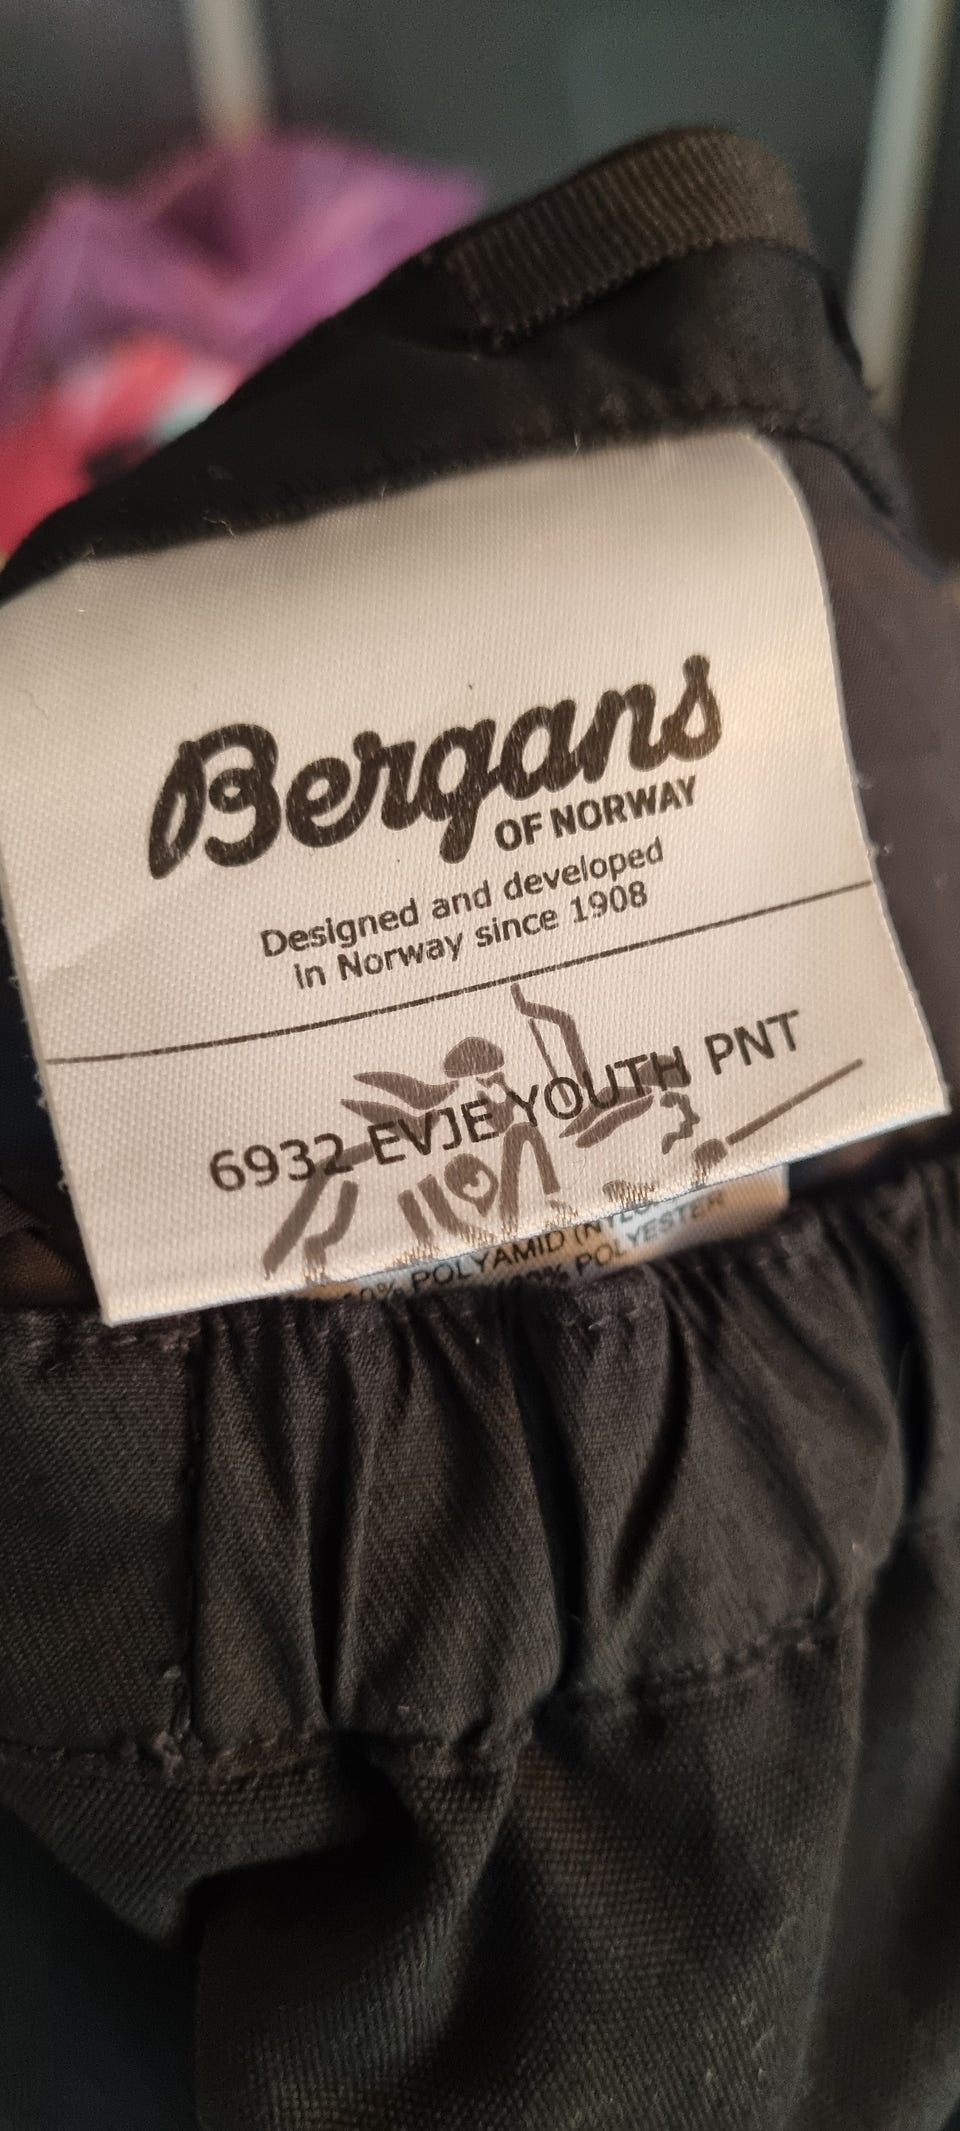 Bergans
OF NORWAY
Designed and developed
in Norway since 1908
6932 EVJE YOUTH PNT
POLYAMID
POLYESTER